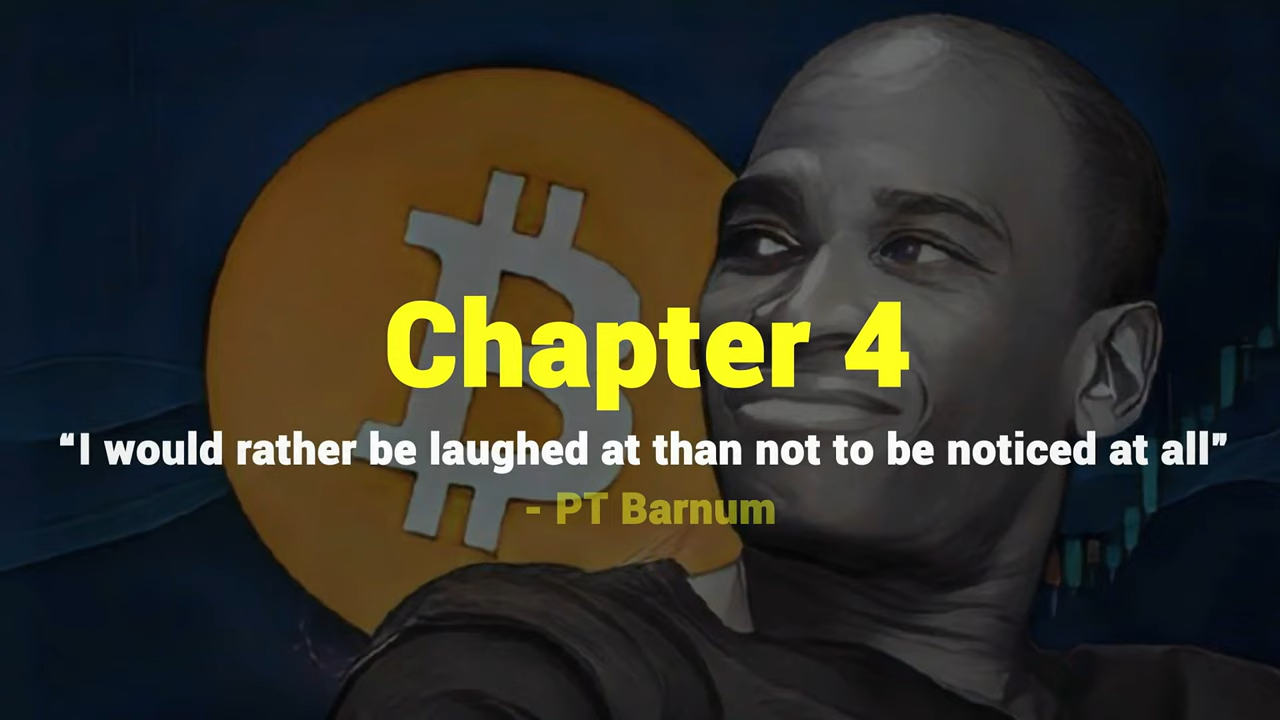 Chapter 4
“I would rather be laughed at than not to be noticed at all”
- PT Barnum